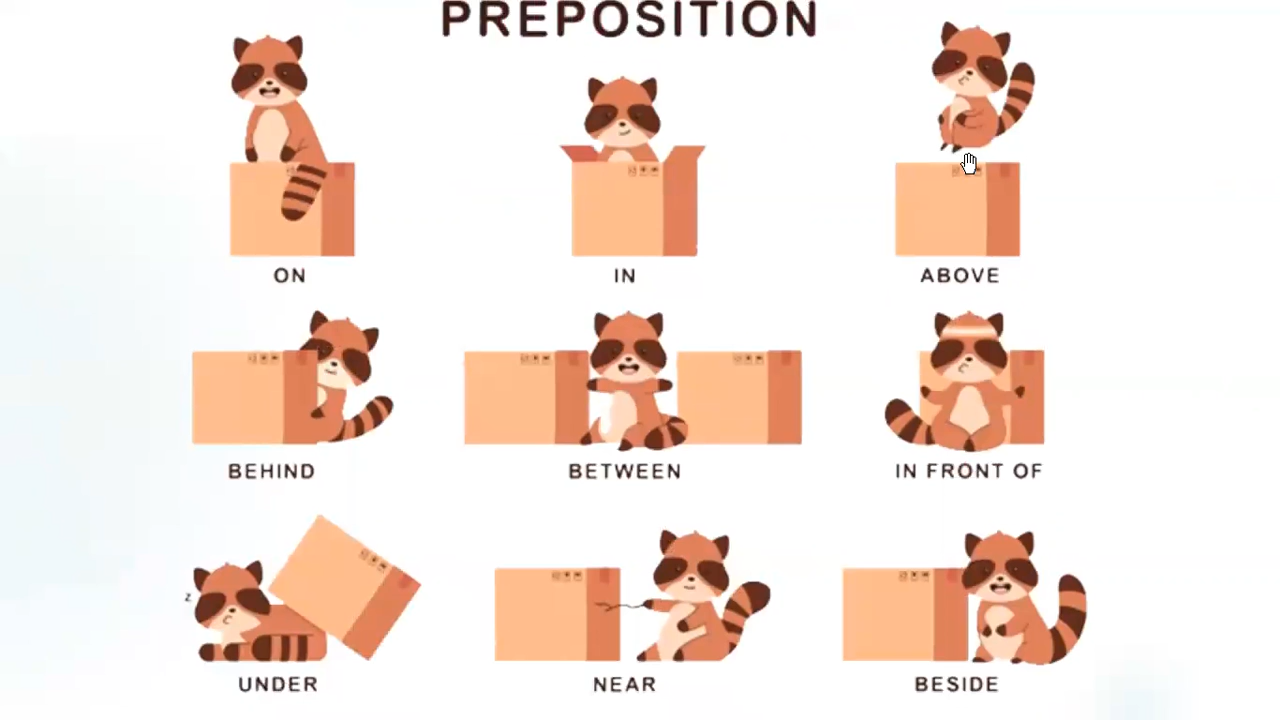 PREPOSITION
ON
IN
ABOVE
BEHIND
BETWEEN
IN FRONT OF
z
UNDER
NEAR
BESIDE